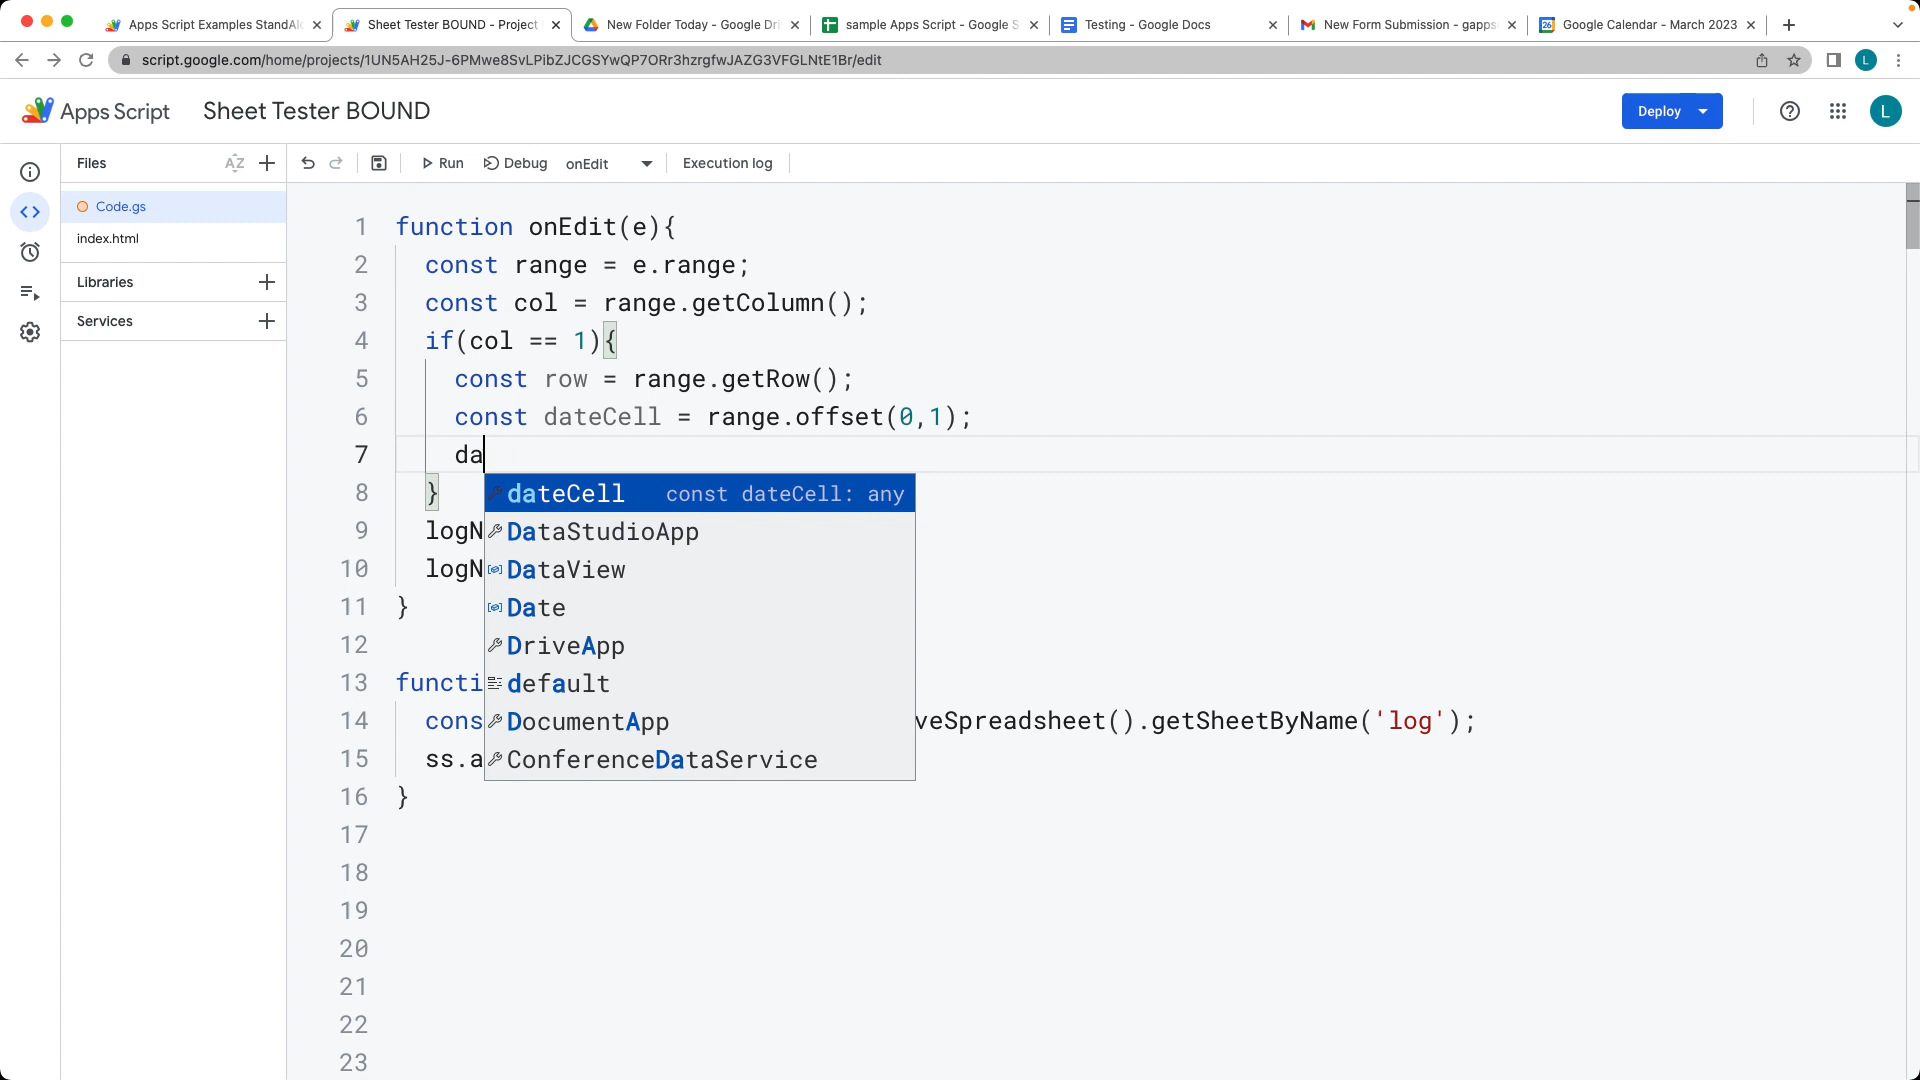 Apps Script Examples StandAl
Sheet Tester BOUND - Project
New Folder Today - Google Dri
sample Apps Script - Google S
Testing - Google Docs
New Form Submission - gapps
Google Calendar - March 2023
script.google.com/home/projects/1UN5AH25J-6PMwe8SvLPibZJCGSYwQP7ORr3hzrgfwJAZG3VFGLNtE1Br/edit
L
Apps Script
Sheet Tester BOUND
Deploy
L
Files
AZ
Run
Debug
onEdit
Execution log
Code.gs
index.html
Libraries
Services
1 function onEdit(e){
2 const range = e.range;
3 const col = range.getColumn();
4 if(col == 1){
5 const row = range.getRow();
6 const dateCell = range.offset(0,1);
7 da
8 }
dateCell const dateCell: any
9 logN
DataStudioApp
10 logN
DataView
11 }
Date
12
DriveApp
13 functi
default
14 cons
DocumentApp
veSpreadsheet().getSheetByName('log');
15 ss.a
ConferenceDataService
16 }
17
18
19
20
21
22
23